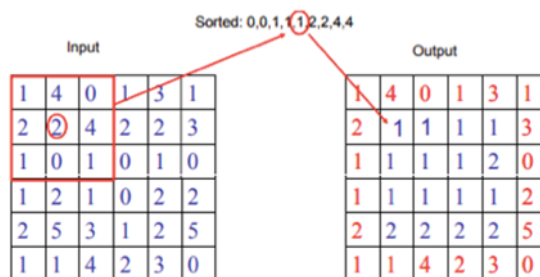 Sorted: 0,0,1,1,1,2,2,4,4
Input
Output
1 4 0 1 3 1
2 2 4 2 2 3
1 0 1 0 1 0
1 2 1 0 2 2
2 5 3 1 2 5
1 1 4 2 3 0
1 4 0 1 3 1
2 1 1 1 1 3
1 1 1 1 2 0
1 1 1 1 1 2
2 2 2 2 2 5
1 1 4 2 3 0